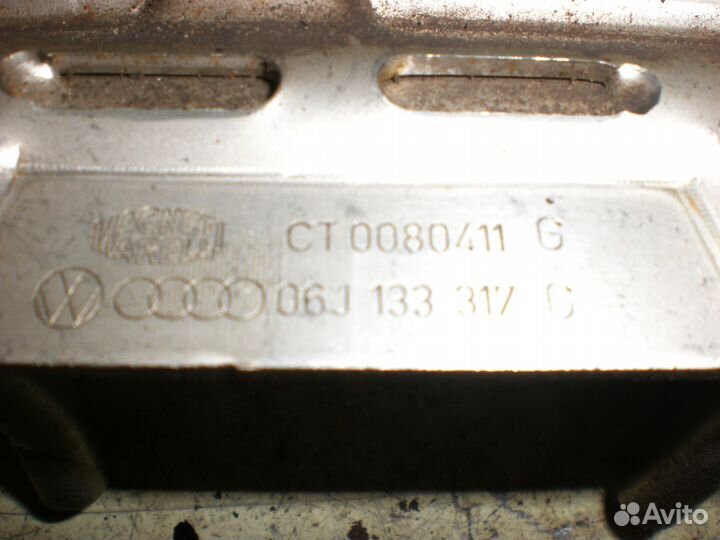 MAGNETI MARELLI CT 0080411 G
06J 133 317 C
Avito